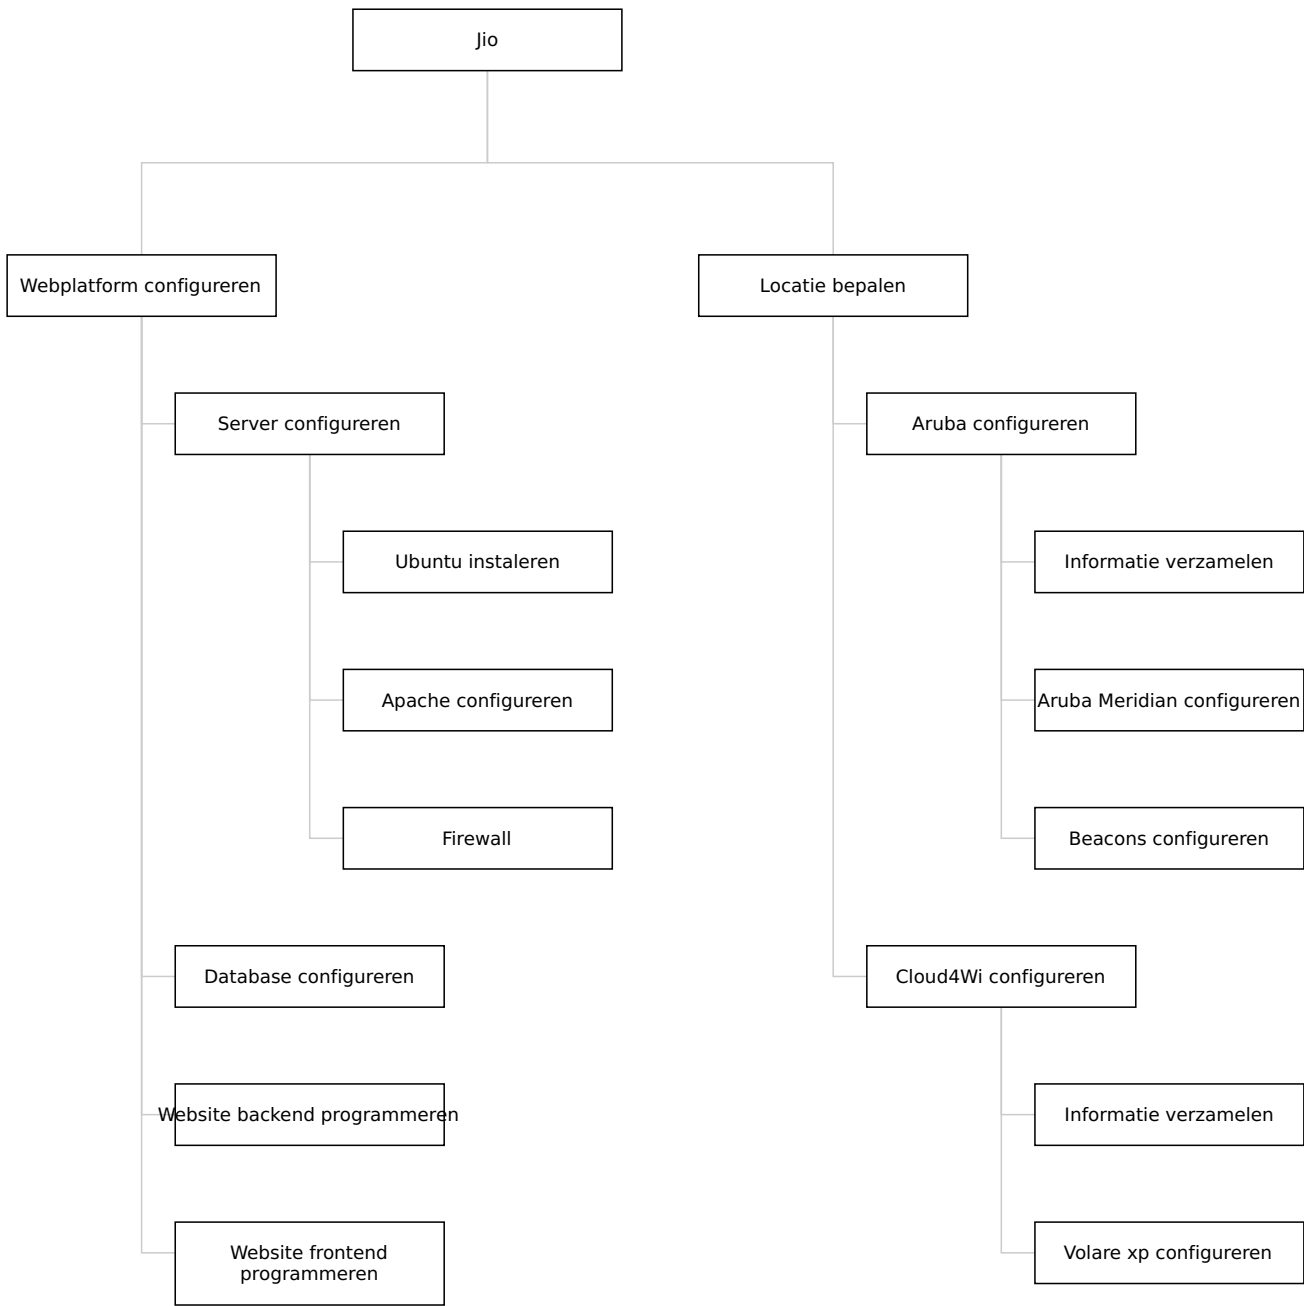 Jio
Webplatform configureren
Locatie bepalen
Server configureren
Aruba configureren
Ubuntu instaleren
Informatie verzamelen
Apache configureren
Aruba Meridian configureren
Firewall
Beacons configureren
Database configureren
Cloud4Wi configureren
Website backend programmeren
Informatie verzamelen
Website frontend
programmeren
Volare xp configureren